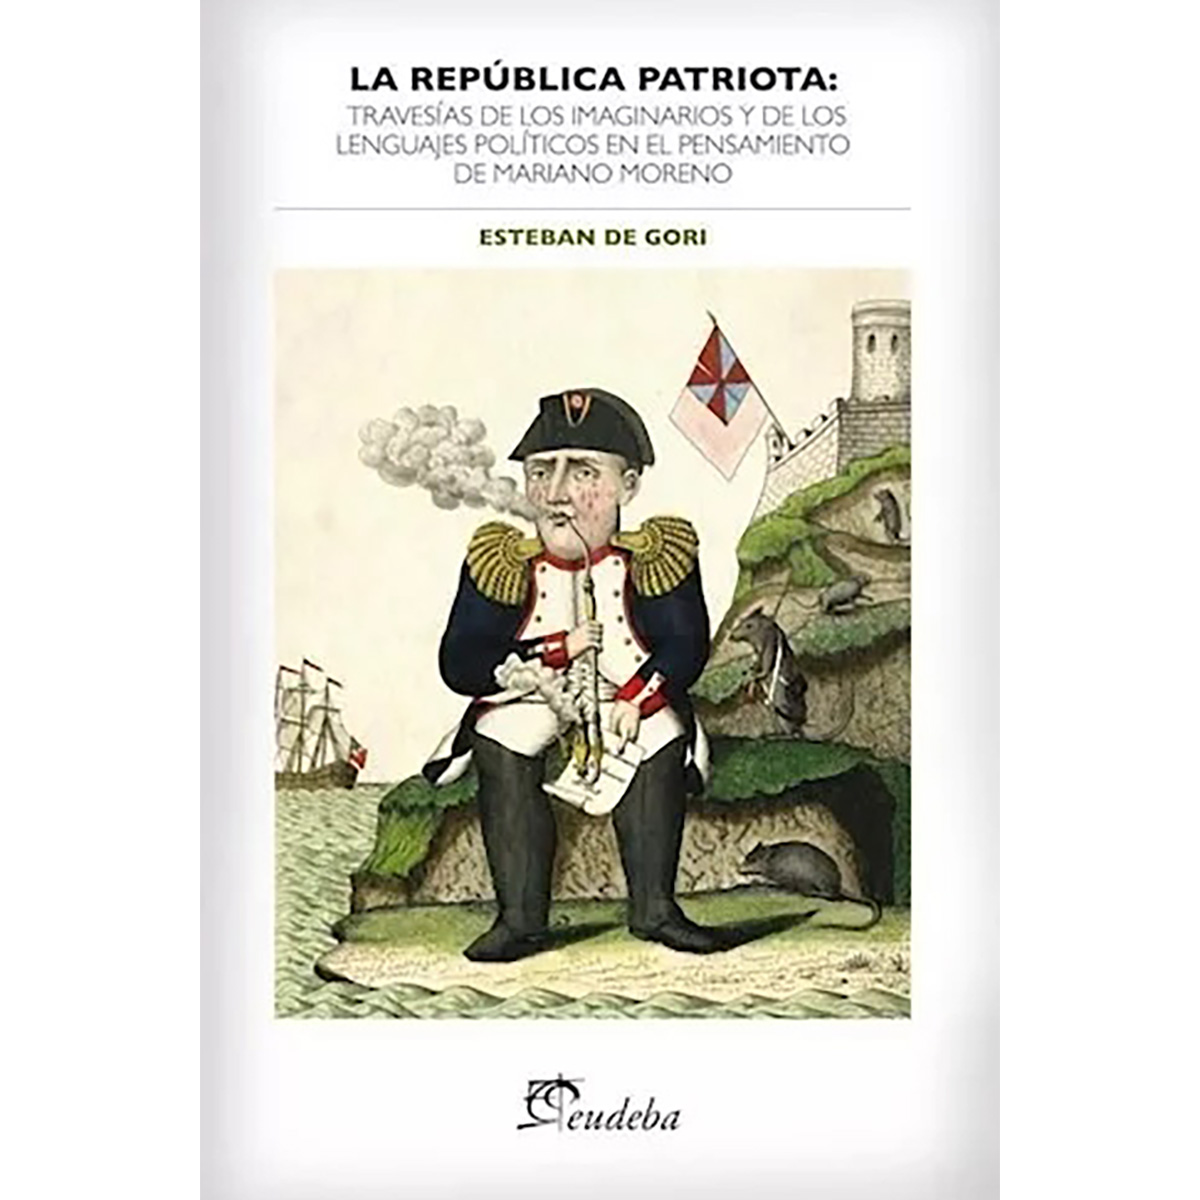 LA REPÚBLICA PATRIOTA:
TRAVESÍAS DE LOS IMAGINARIOS Y DE LOS
LENGUAJES POLÍTICOS EN EL PENSAMIENTO
DE MARIANO MORENO
ESTEBAN DE GORI
eudeba